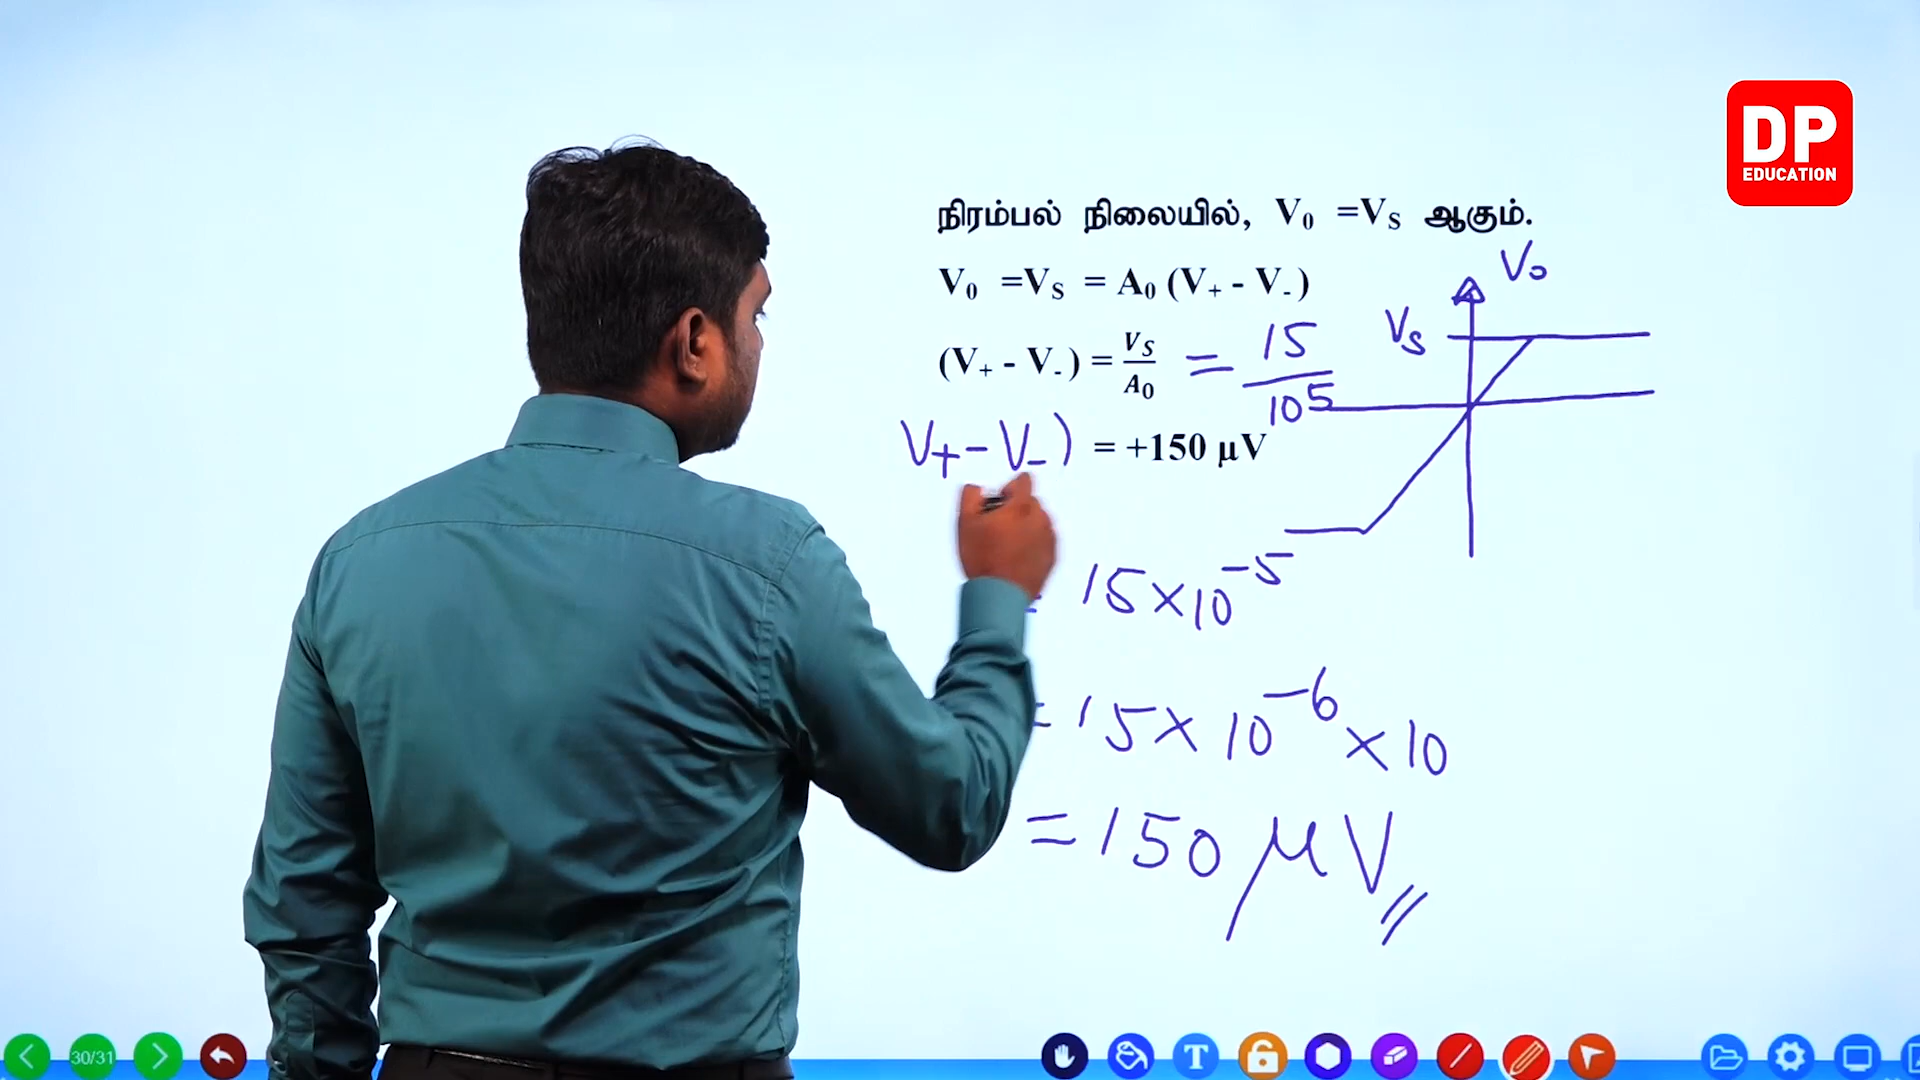 DP
EDUCATION
நிரம்பல் நிலையில், V₀ =Vₛ ஆகும்.
V₀ =Vₛ = A₀ (V₊ - V₋)
(V₊ - V₋) = Vₛ/A₀ = 15/10⁵
V₊ - V₋) = +150 μV
V₀
Vₛ
= 15×10⁻⁵
= 15× 10⁻⁶ × 10
= 150 μV
30/31
T